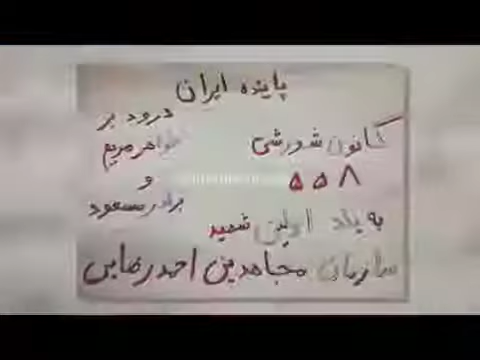 پاینده ایران
کانون شورشی
۵۵۸
درود بر
خواهر مریم
و
برادر مسعود
به یاد اولین شهید
سازمان مجاهدین احمد رضایی